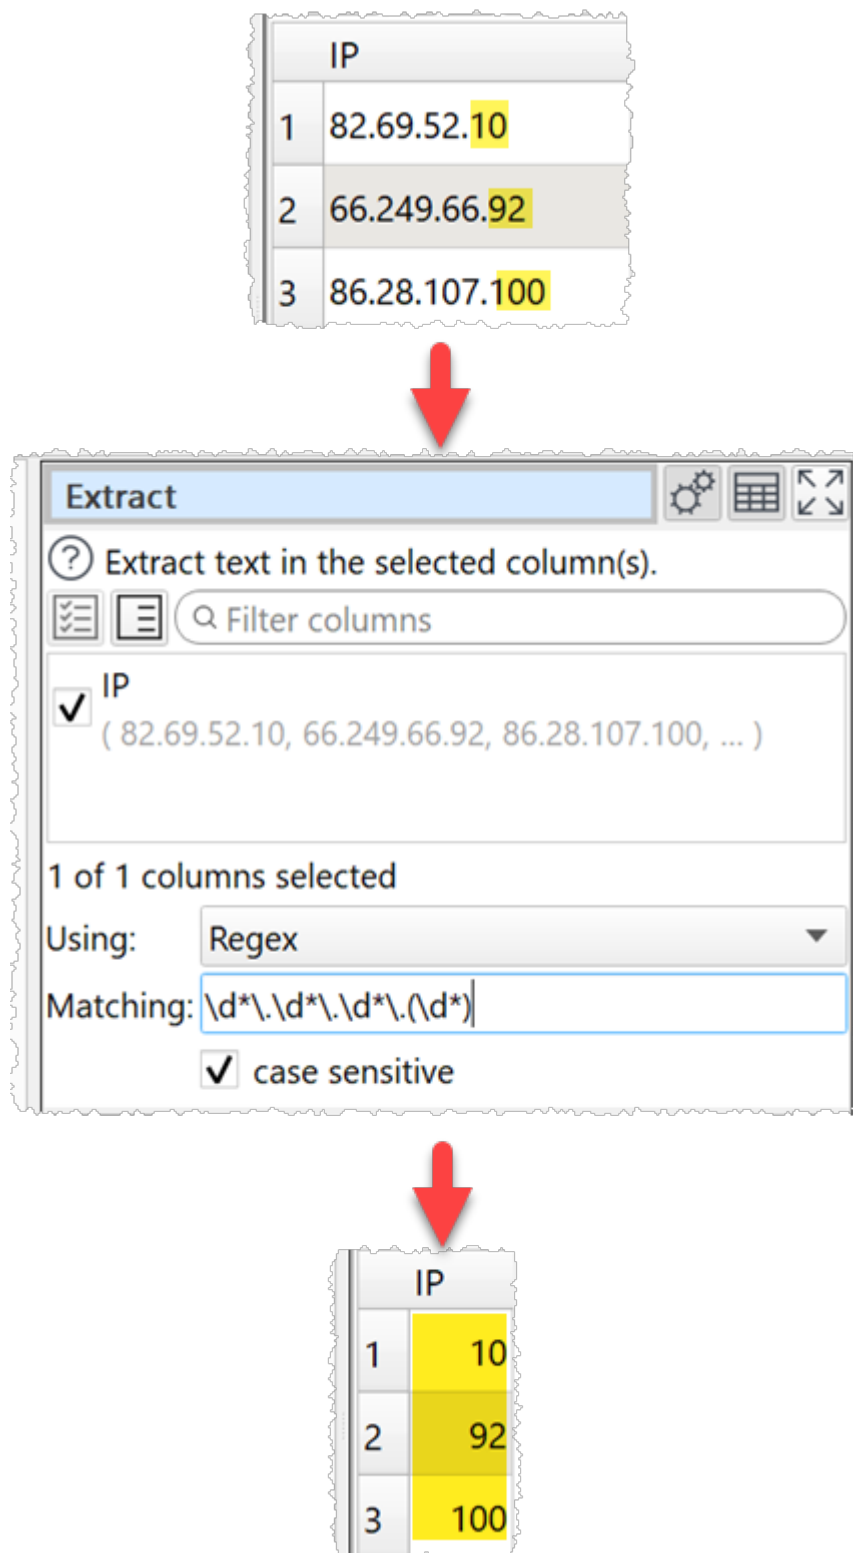 IP
1 82.69.52.10
2 66.249.66.92
3 86.28.107.100
Extract
? Extract text in the selected column(s).
Filter columns
IP
( 82.69.52.10, 66.249.66.92, 86.28.107.100, ... )
1 of 1 columns selected
Using: Regex
Matching: \d*\.\d*\.\d*\.(\d*)
case sensitive
IP
1 10
2 92
3 100